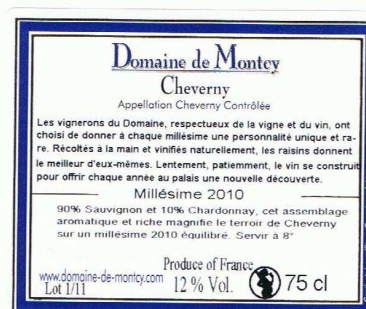 Domaine de Montcy
Cheverny
Appellation Cheverny Contrôlée
Les vignerons du Domaine, respectueux de la vigne et du vin, ont
choisi de donner à chaque millésime une personnalité unique et ra-
re. Récoltés à la main et vinifiés naturellement, les raisins donnent
le meilleur d'eux-mêmes. Lentement, patiemment, le vin se construit
pour offrir chaque année au palais une nouvelle découverte.
Millésime 2010
90% Sauvignon et 10% Chardonnay, cet assemblage
aromatique et riche magnifie le terroir de Cheverny
sur un millésime 2010 équilibré. Servir à 8°
Produce of France
www.domaine-de-montcy.com
Lot 1/11 12 % Vol. 75 cl